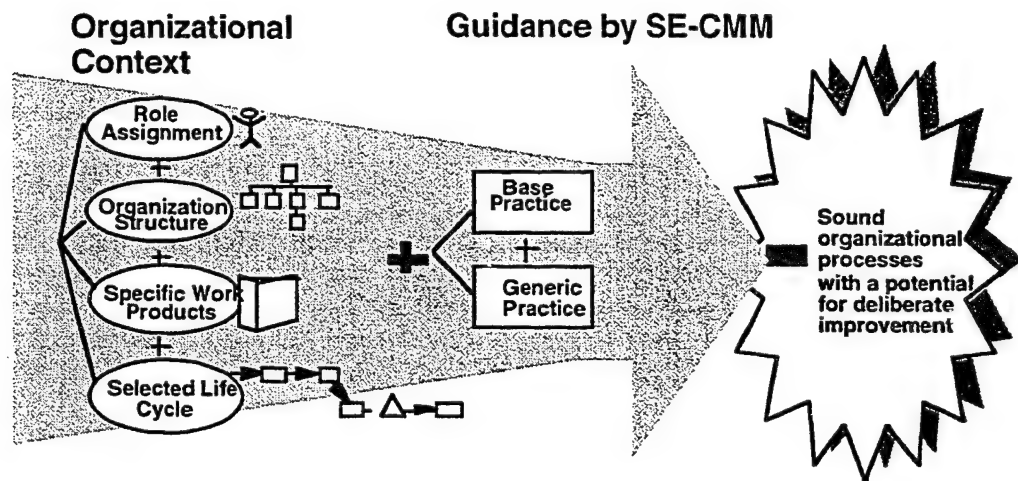 Organizational
Context
Guidance by SE-CMM
Role
Assignment
+
Organization
Structure
+
Specific Work
Products
+
Selected Life
Cycle
+
Base
Practice
+
Generic
Practice
Sound
organizational
processes
with a potential
for deliberate
improvement